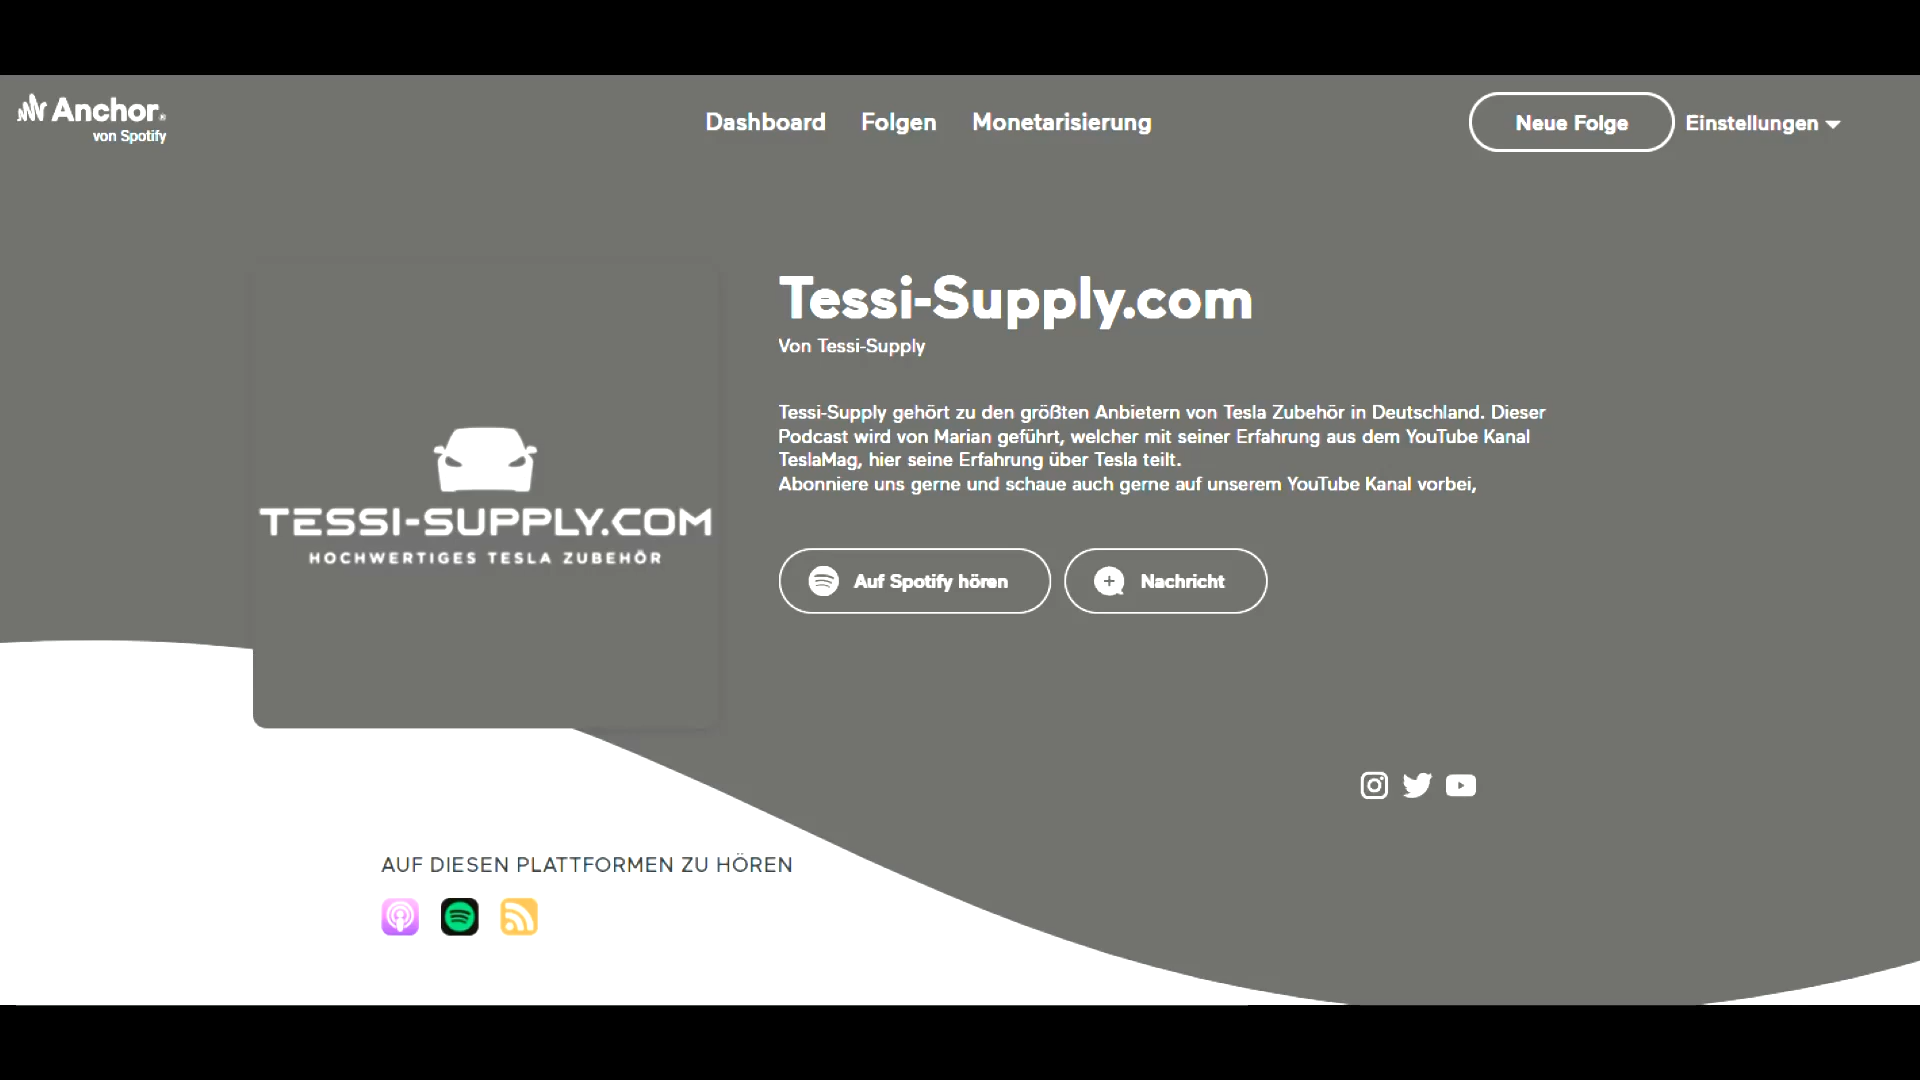 Anchor
von Spotify
Dashboard
Folgen
Monetarisierung
Neue Folge
Einstellungen
TESSI-SUPPLY.COM
HOCHWERTIGES TESLA ZUBEHÖR
Tessi-Supply.com
Von Tessi-Supply
Tessi-Supply gehört zu den größten Anbietern von Tesla Zubehör in Deutschland. Dieser
Podcast wird von Marian geführt, welcher mit seiner Erfahrung aus dem YouTube Kanal
TeslaMag, hier seine Erfahrung über Tesla teilt.
Abonniere uns gerne und schaue auch gerne auf unserem YouTube Kanal vorbei,
Auf Spotify hören
Nachricht
AUF DIESEN PLATTFORMEN ZU HÖREN